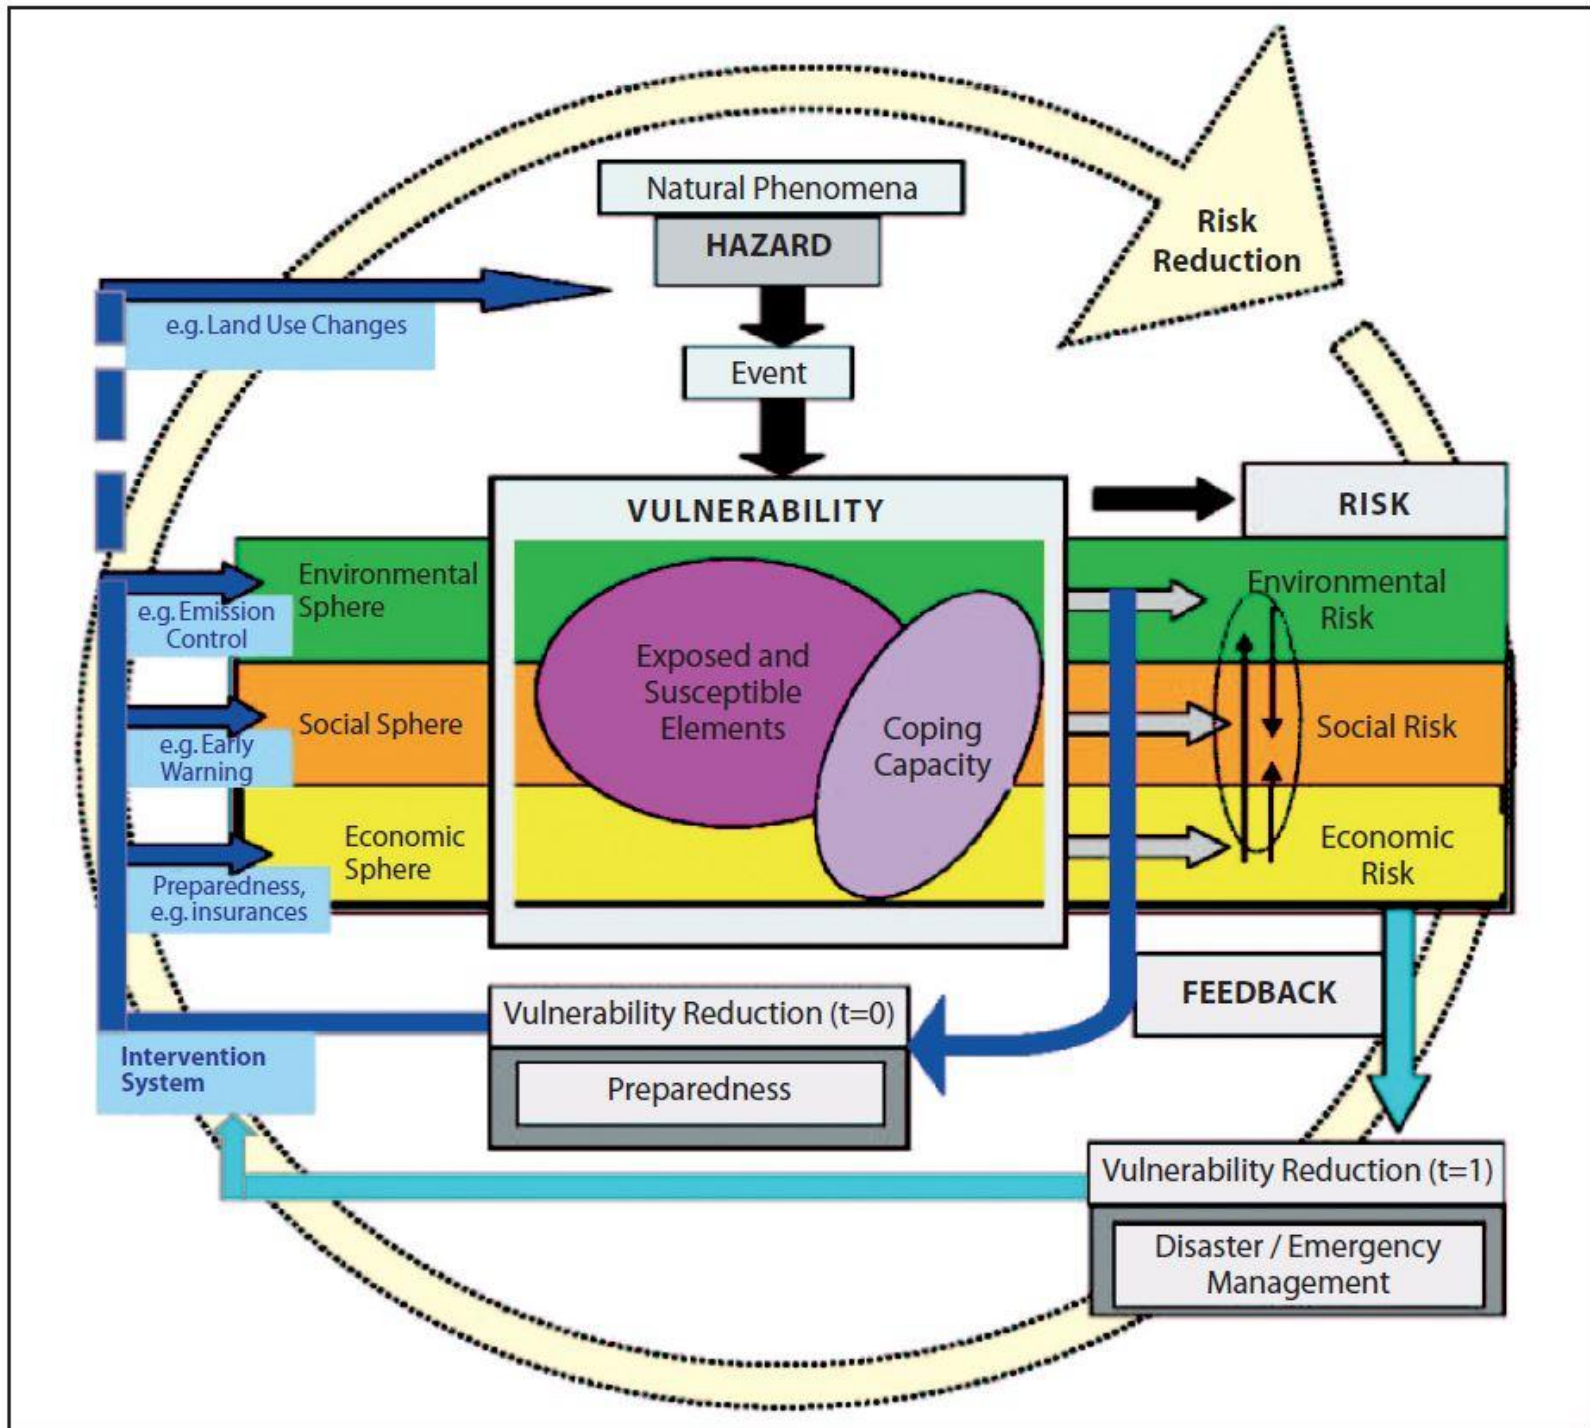 Natural Phenomena
HAZARD
Risk
Reduction
e.g. Land Use Changes
Event
VULNERABILITY
RISK
Environmental
Sphere
e.g. Emission
Control
Exposed and
Susceptible
Elements
Coping
Capacity
Environmental
Risk
Social Sphere
e.g. Early
Warning
Social Risk
Economic
Sphere
Preparedness,
e.g. insurances
Economic
Risk
FEEDBACK
Vulnerability Reduction (t=0)
Preparedness
Intervention
System
Vulnerability Reduction (t=1)
Disaster / Emergency
Management